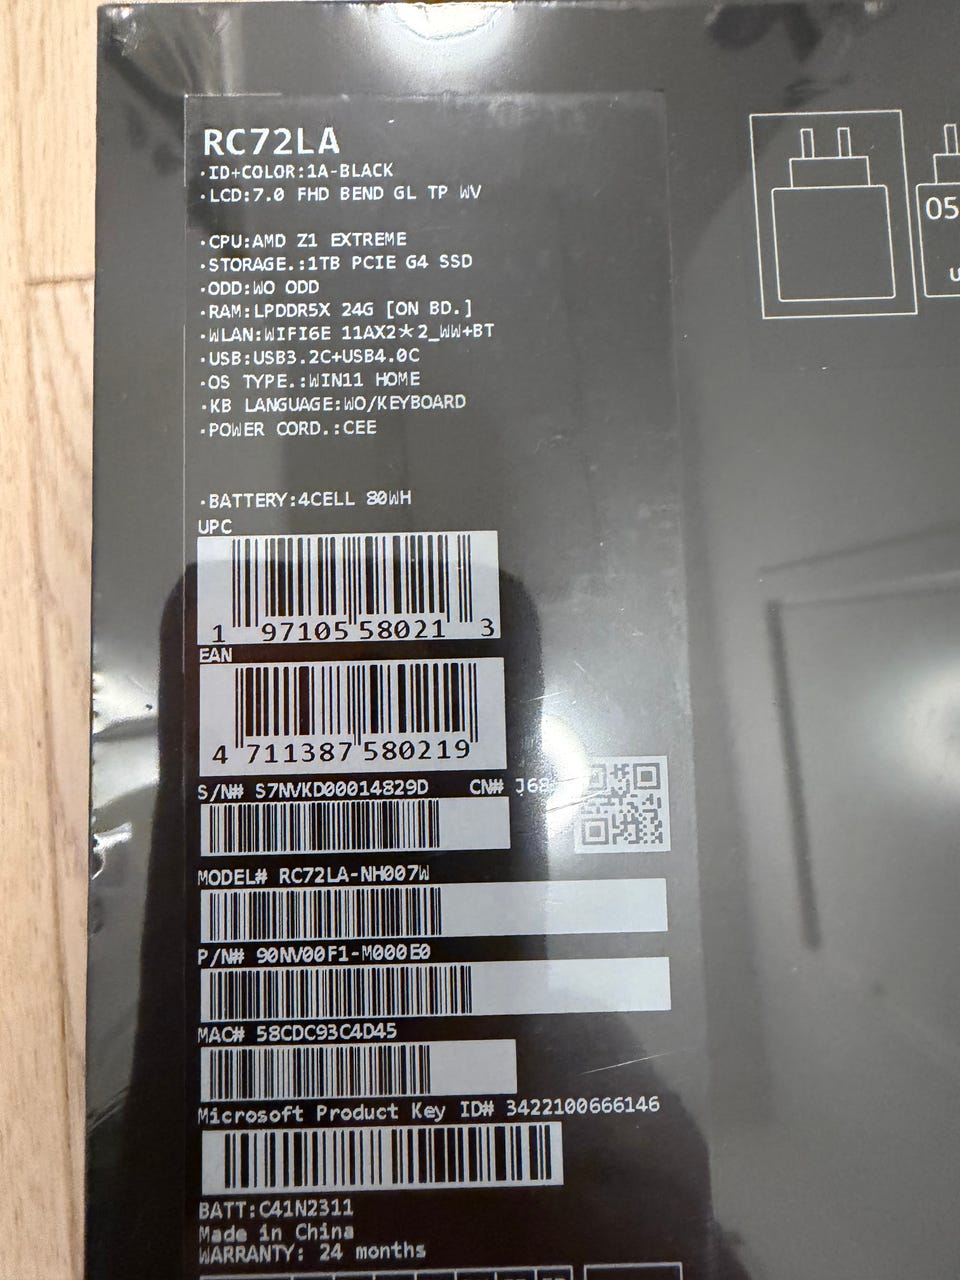 RC72LA
·ID+COLOR:1A-BLACK
·LCD:7.0 FHD BEND GL TP WV
·CPU:AMD Z1 EXTREME
·STORAGE.:1TB PCIE G4 SSD
·ODD:WO ODD
·RAM:LPDDR5X 24G [ON BD.]
·WLAN:WIFI6E 11AX2*2_WW+BT
·USB:USB3.2C+USB4.0C
·OS TYPE.:WIN11 HOME
·KB LANGUAGE:WO/KEYBOARD
·POWER CORD.:CEE
·BATTERY:4CELL 80WH
UPC
1 97105 58021 3
EAN
4 711387 580219
S/N# S7NVKD00014829D CN# J68
MODEL# RC72LA-NH007W
P/N# 90NV00F1-M000E0
MAC# 58CDC93C4D45
Microsoft Product Key ID# 3422100666146
BATT:C41N2311
Made in China
WARRANTY: 24 months
05